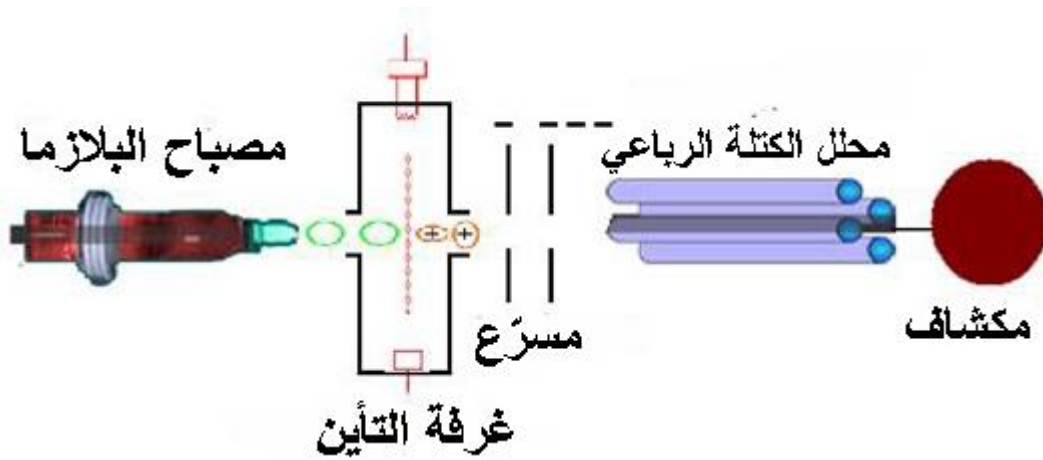 مصباح البلازما
محلل الكتلة الرباعي
مسرّع
مكشاف
غرفة التأين